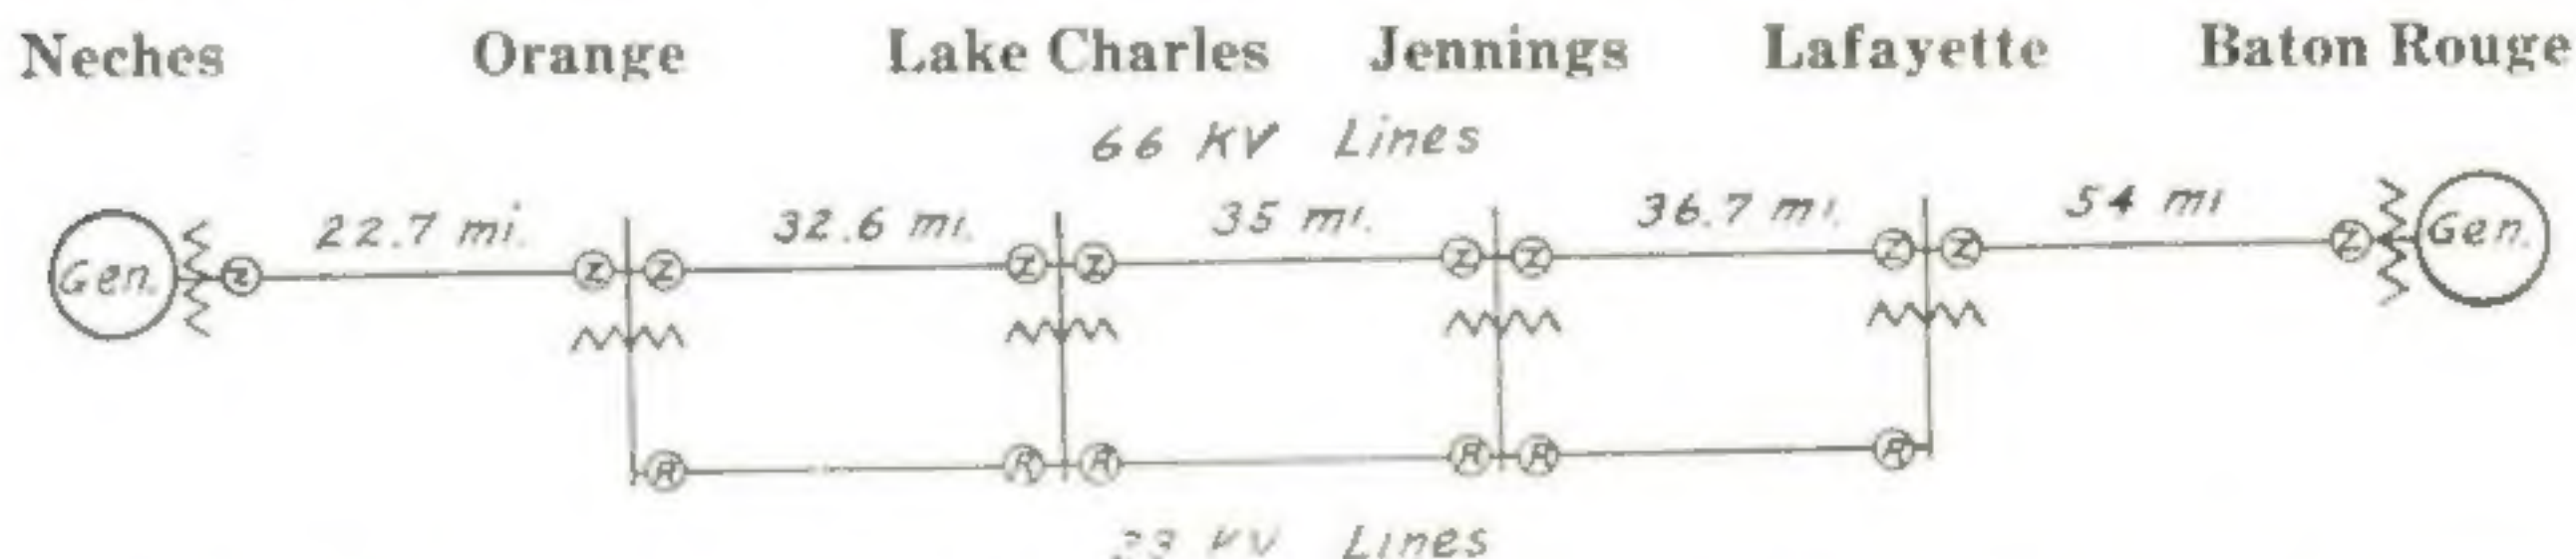 Neches Orange Lake Charles Jennings Lafayette Baton Rouge
66 KV Lines
22.7 mi. 32.6 mi. 35 mi. 36.7 mi. 54 mi
Gen. Z Z Z Z Z Z Z Z Z Z Gen.
R R R R R R
23 KV Lines